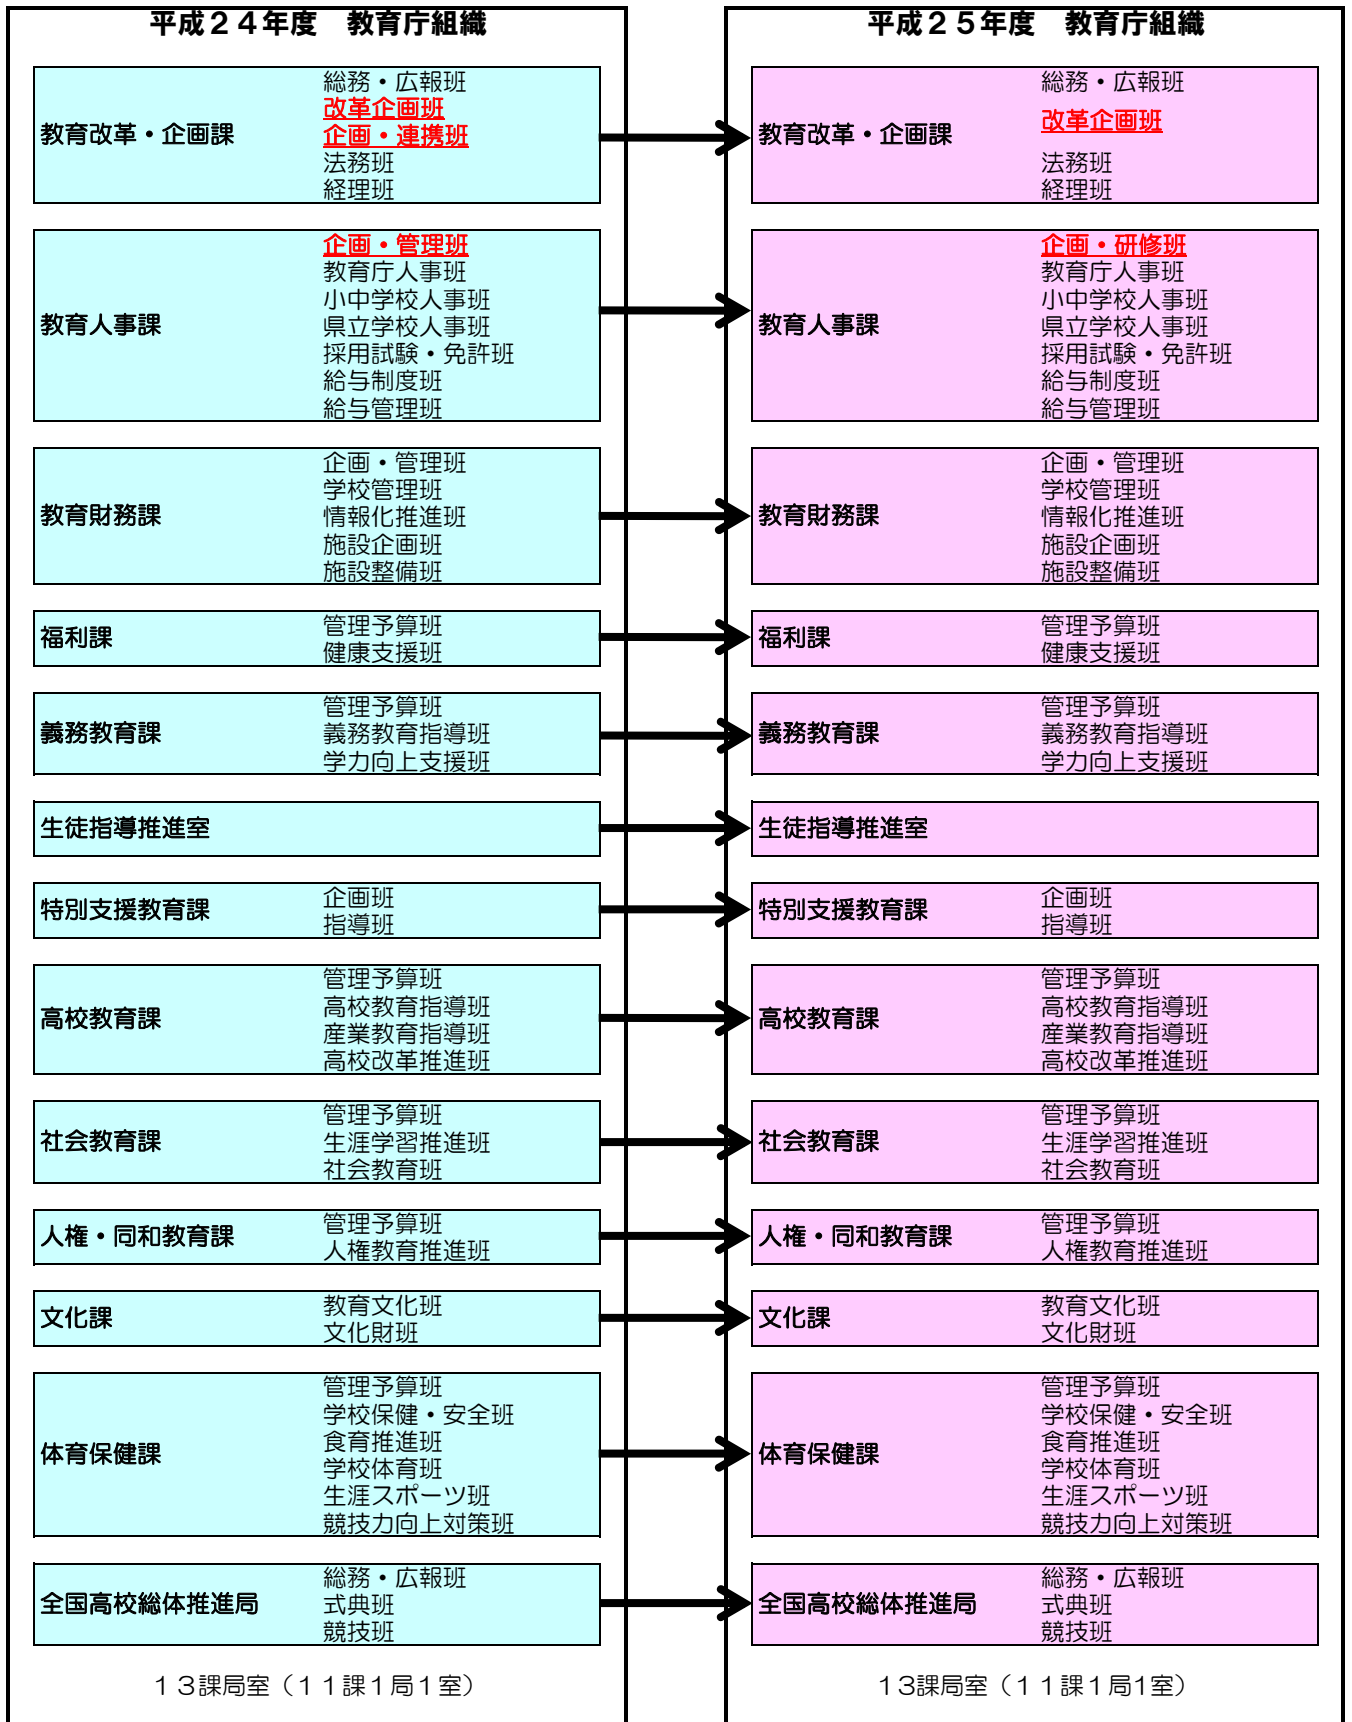 平成２４年度　教育庁組織
教育改革・企画課
総務・広報班
改革企画班
企画・連携班
法務班
経理班
教育人事課
企画・管理班
教育庁人事班
小中学校人事班
県立学校人事班
採用試験・免許班
給与制度班
給与管理班
教育財務課
企画・管理班
学校管理班
情報化推進班
施設企画班
施設整備班
福利課
管理予算班
健康支援班
義務教育課
管理予算班
義務教育指導班
学力向上支援班
生徒指導推進室
特別支援教育課
企画班
指導班
高校教育課
管理予算班
高校教育指導班
産業教育指導班
高校改革推進班
社会教育課
管理予算班
生涯学習推進班
社会教育班
人権・同和教育課
管理予算班
人権教育推進班
文化課
教育文化班
文化財班
体育保健課
管理予算班
学校保健・安全班
食育推進班
学校体育班
生涯スポーツ班
競技力向上対策班
全国高校総体推進局
総務・広報班
式典班
競技班
１３課局室（１１課１局１室）
平成２５年度　教育庁組織
教育改革・企画課
総務・広報班
改革企画班
法務班
経理班
教育人事課
企画・研修班
教育庁人事班
小中学校人事班
県立学校人事班
採用試験・免許班
給与制度班
給与管理班
教育財務課
企画・管理班
学校管理班
情報化推進班
施設企画班
施設整備班
福利課
管理予算班
健康支援班
義務教育課
管理予算班
義務教育指導班
学力向上支援班
生徒指導推進室
特別支援教育課
企画班
指導班
高校教育課
管理予算班
高校教育指導班
産業教育指導班
高校改革推進班
社会教育課
管理予算班
生涯学習推進班
社会教育班
人権・同和教育課
管理予算班
人権教育推進班
文化課
教育文化班
文化財班
体育保健課
管理予算班
学校保健・安全班
食育推進班
学校体育班
生涯スポーツ班
競技力向上対策班
全国高校総体推進局
総務・広報班
式典班
競技班
１3課局室（１１課１局1室）